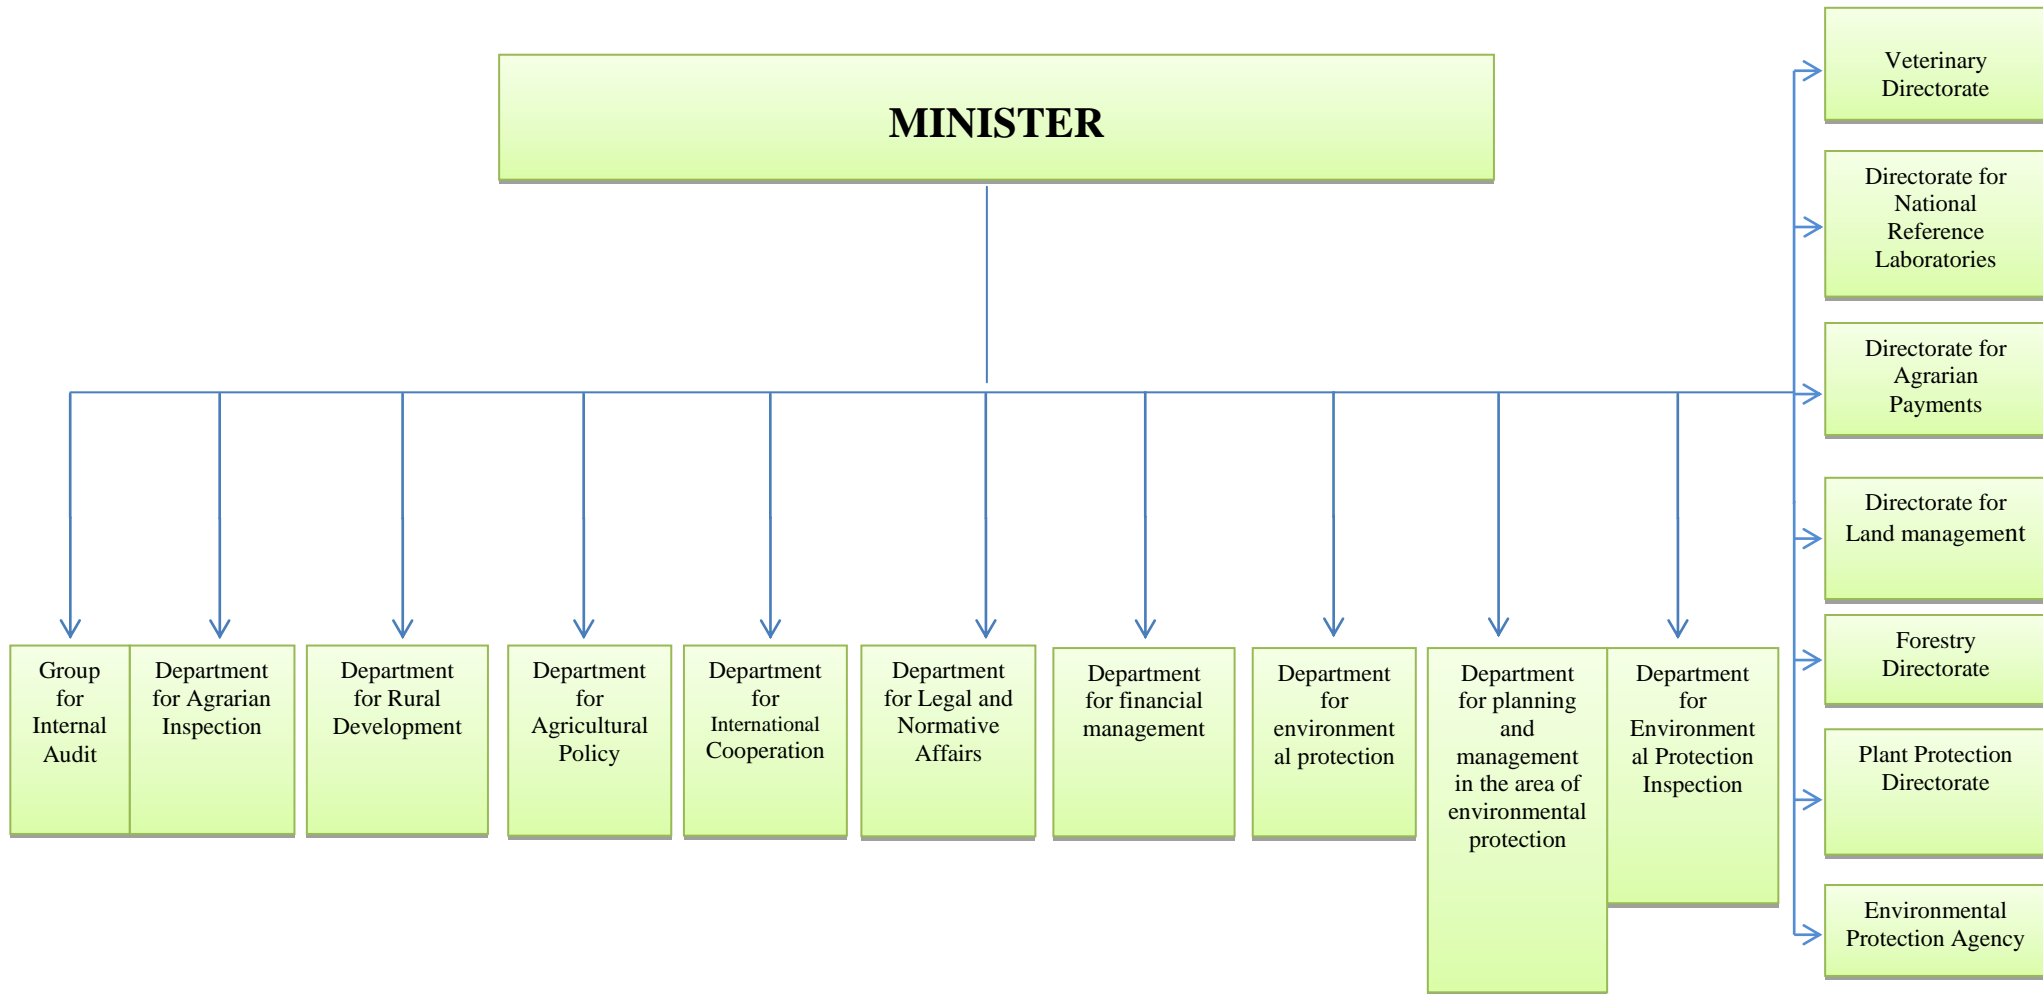 MINISTER
Veterinary
Directorate
Directorate for
National
Reference
Laboratories
Directorate for
Agrarian
Payments
Directorate for
Land management
Forestry
Directorate
Plant Protection
Directorate
Environmental
Protection Agency
Group
for
Internal
Audit
Department
for Agrarian
Inspection
Department
for Rural
Development
Department
for
Agricultural
Policy
Department
for
International
Cooperation
Department
for Legal and
Normative
Affairs
Department
for financial
management
Department
for
environment
al protection
Department
for planning
and
management
in the area of
environmental
protection
Department
for
Environment
al Protection
Inspection